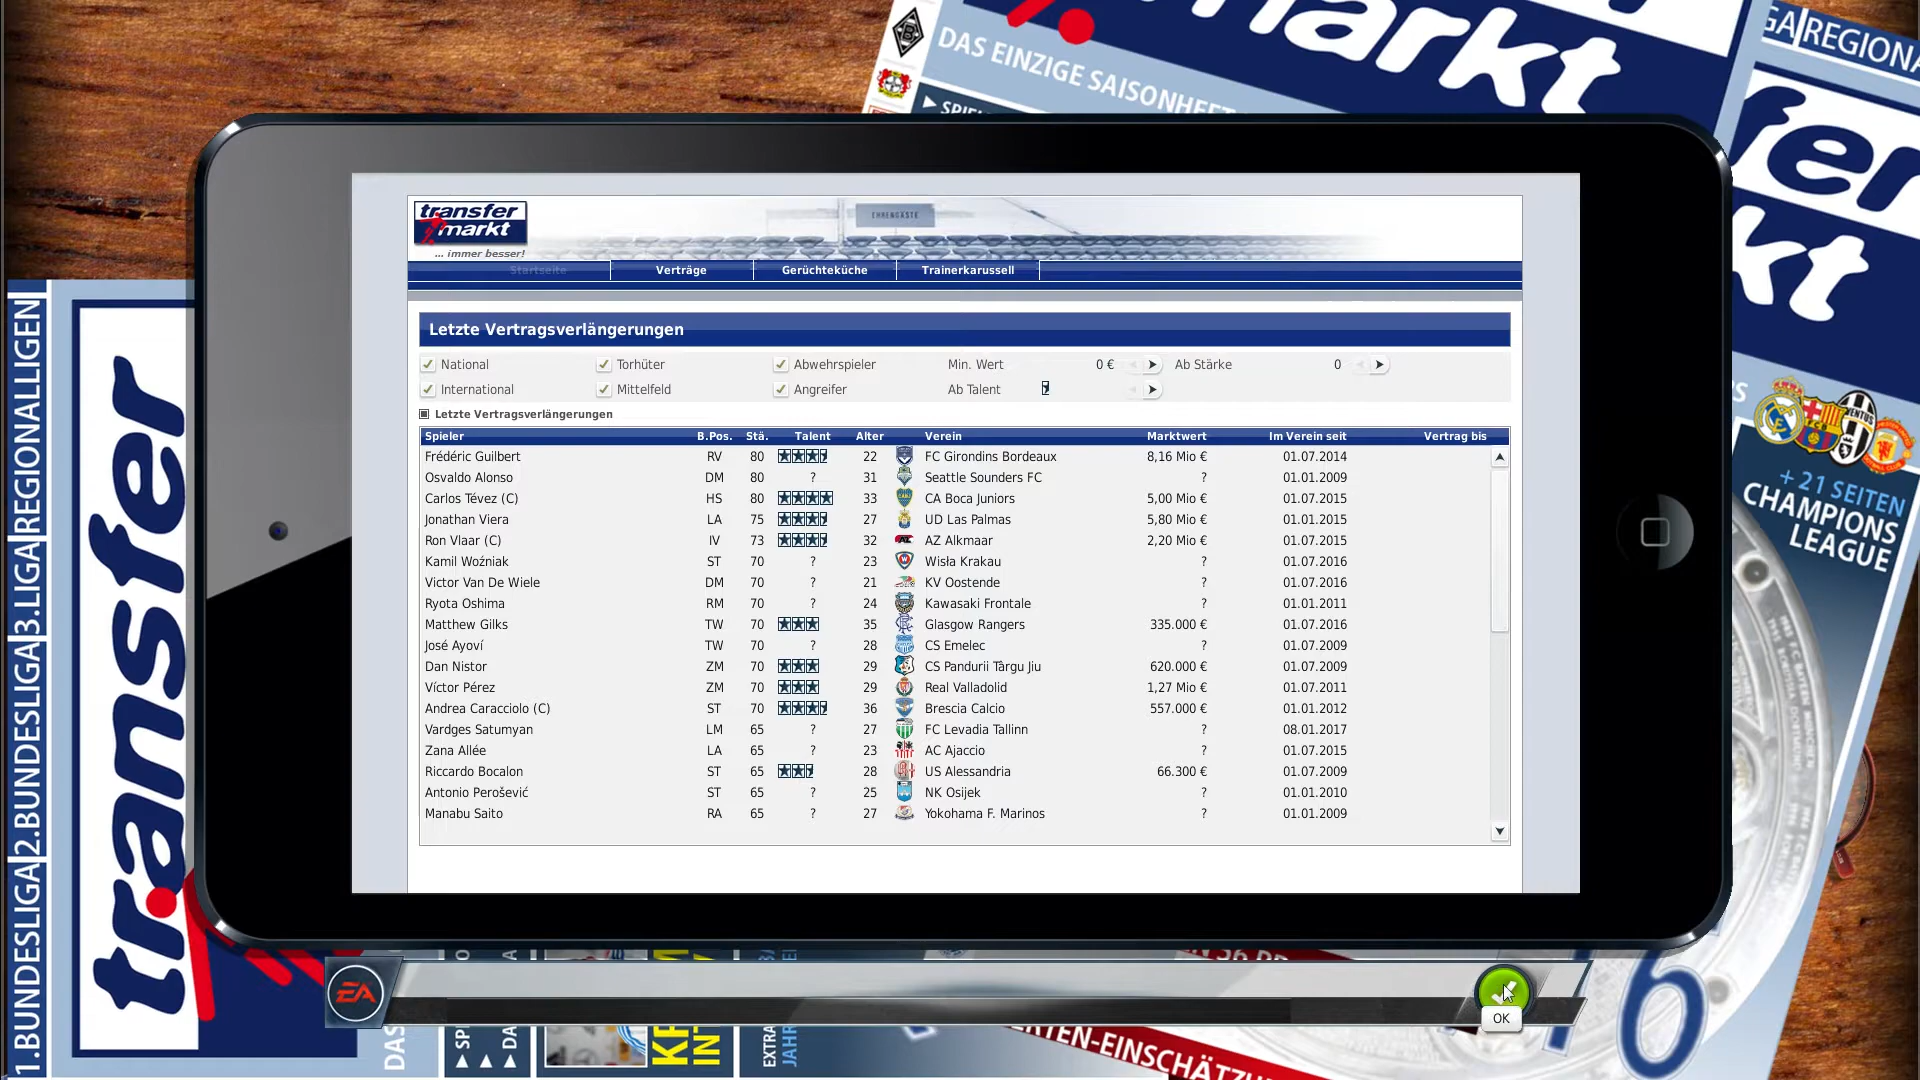 markt
DAS EINZIGE SAISONHEFT
GA REGIONA
transfer
markt
... immer besser!
EHRENGÄSTE
Startseite Verträge Gerüchteküche Trainerkarussell
Letzte Vertragsverlängerungen
National Torhüter Abwehrspieler Min. Wert 0 € Ab Stärke 0
International Mittelfeld Angreifer Ab Talent
Letzte Vertragsverlängerungen
Spieler B.Pos. Stä. Talent Alter Verein Marktwert Im Verein seit Vertrag bis
Frédéric Guilbert RV 80 22 FC Girondins Bordeaux 8,16 Mio € 01.07.2014
Osvaldo Alonso DM 80 ? 31 Seattle Sounders FC ? 01.01.2009
Carlos Tévez (C) HS 80 33 CA Boca Juniors 5,00 Mio € 01.07.2015
Jonathan Viera LA 75 27 UD Las Palmas 5,80 Mio € 01.01.2015
Ron Vlaar (C) IV 73 32 AZ Alkmaar 2,20 Mio € 01.07.2015
Kamil Woźniak ST 70 ? 23 Wisła Krakau ? 01.07.2016
Victor Van De Wiele DM 70 ? 21 KV Oostende ? 01.07.2016
Ryota Oshima RM 70 ? 24 Kawasaki Frontale ? 01.01.2011
Matthew Gilks TW 70 35 Glasgow Rangers 335.000 € 01.07.2016
José Ayoví TW 70 ? 28 CS Emelec ? 01.07.2009
Dan Nistor ZM 70 29 CS Pandurii Târgu Jiu 620.000 € 01.07.2009
Víctor Pérez ZM 70 29 Real Valladolid 1,27 Mio € 01.07.2011
Andrea Caracciolo (C) ST 70 36 Brescia Calcio 557.000 € 01.01.2012
Vardges Satumyan LM 65 ? 27 FC Levadia Tallinn ? 08.01.2017
Zana Allée LA 65 ? 23 AC Ajaccio ? 01.07.2015
Riccardo Bocalon ST 65 28 US Alessandria 66.300 € 01.07.2009
Antonio Perošević ST 65 ? 25 NK Osijek ? 01.01.2010
Manabu Saito RA 65 ? 27 Yokohama F. Marinos ? 01.01.2009
1.BUNDESLIGA 2.BUNDESLIGA 3.LIGA REGIONALLIGEN
transfer
+ 21 SEITEN
CHAMPIONS
LEAGUE
EA
OK
DAS
EXTRA
JAHR
RTEN-EINSCHÄTZU
16